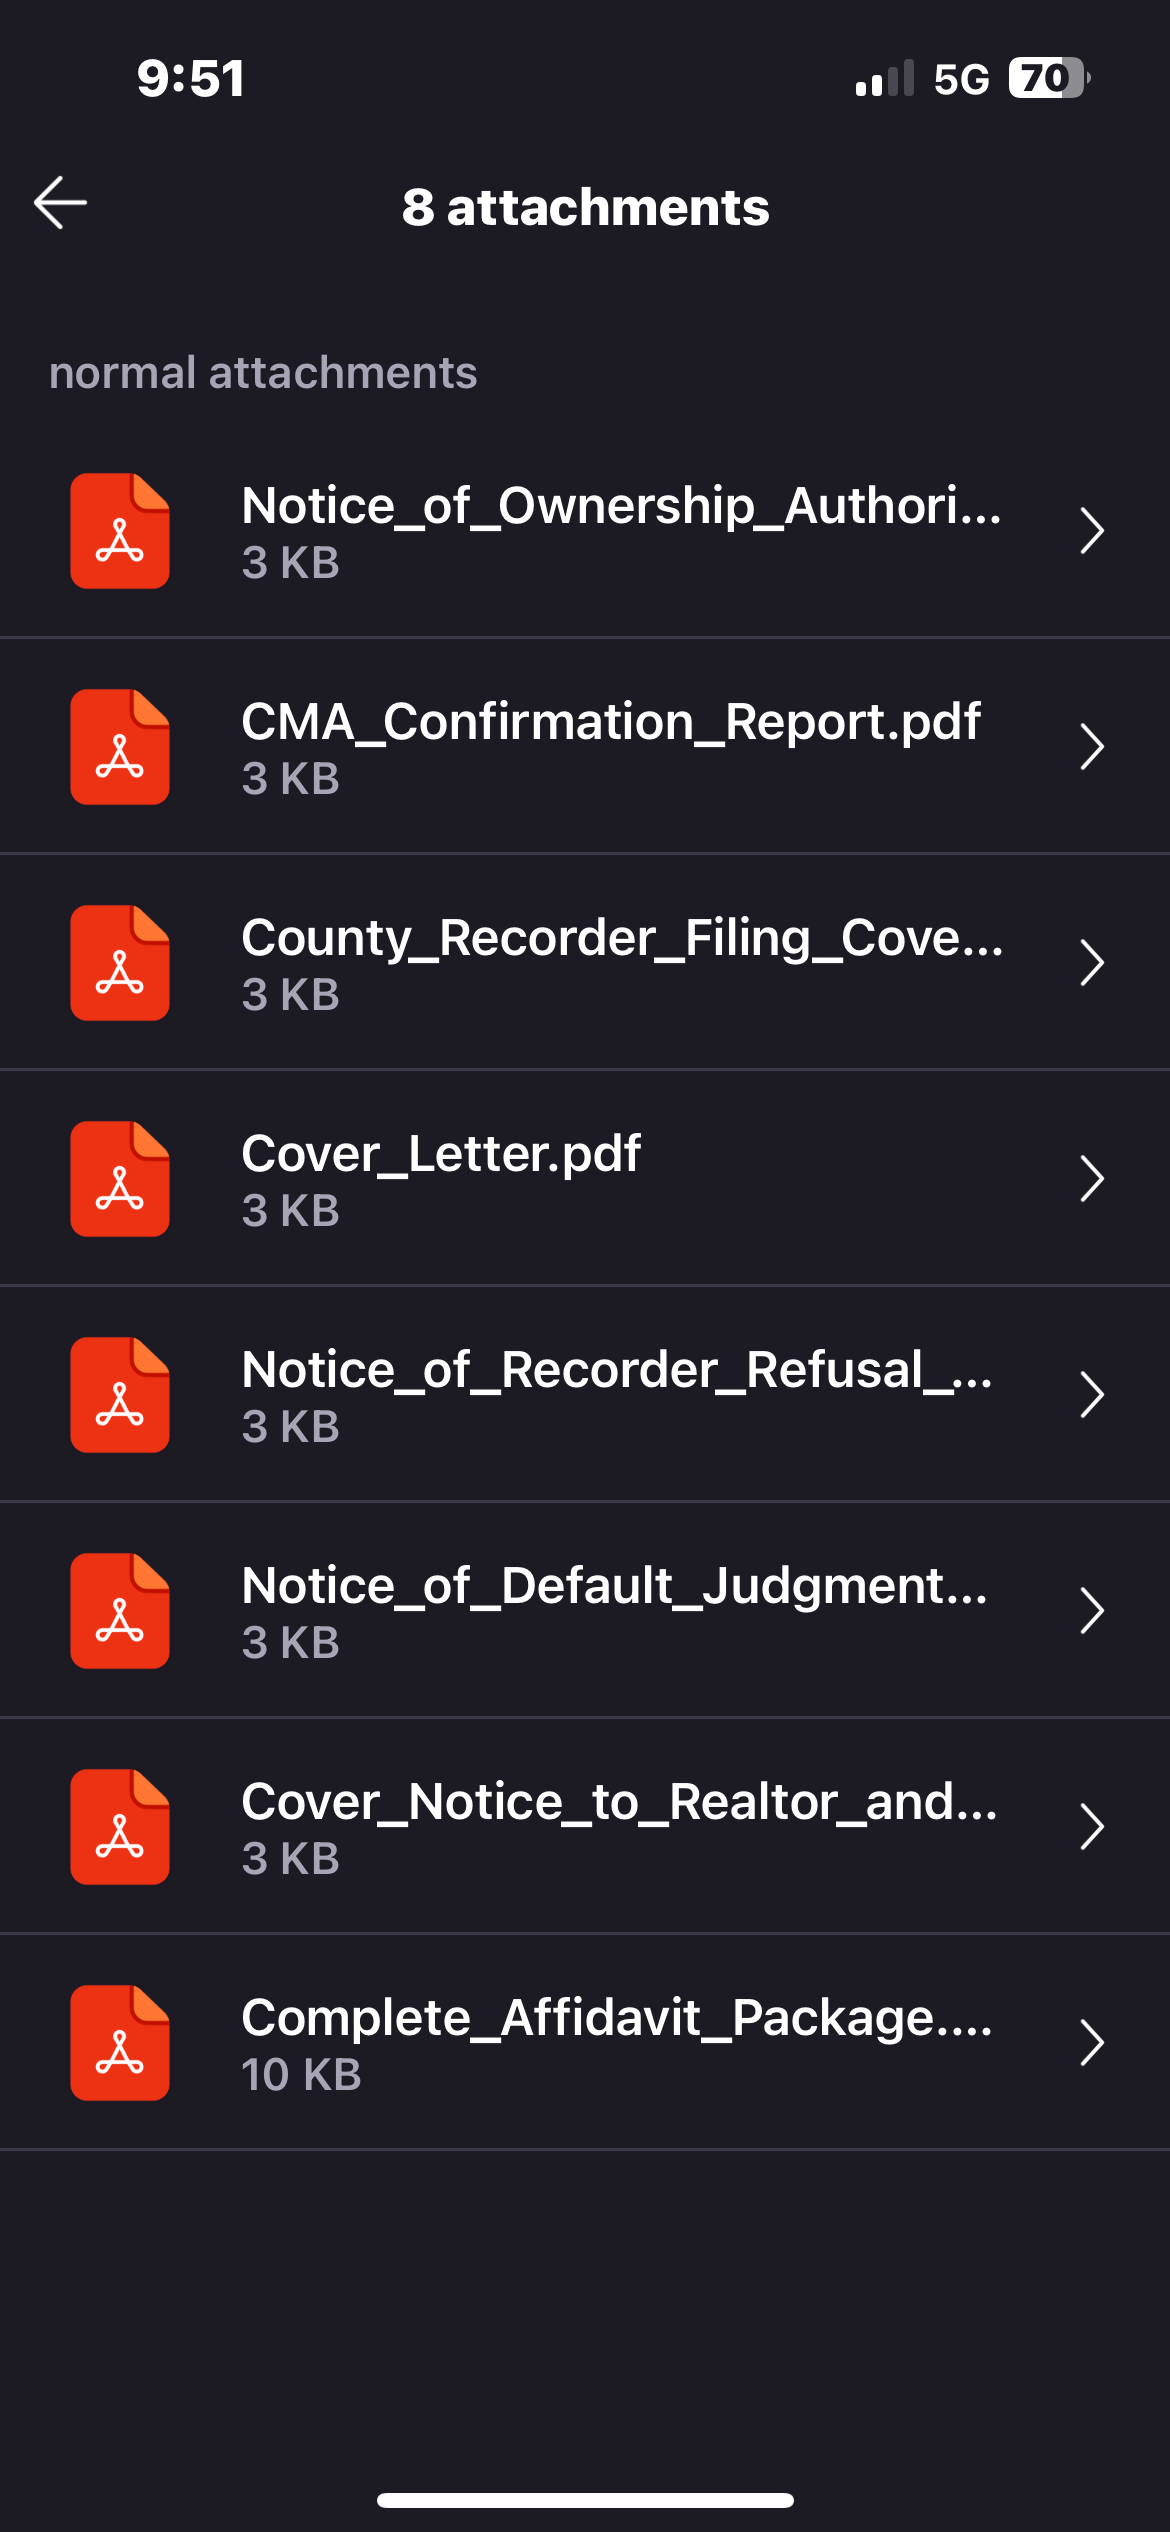 9:51
5G 70
8 attachments
normal attachments
Notice_of_Ownership_Authori...
3 KB
CMA_Confirmation_Report.pdf
3 KB
County_Recorder_Filing_Cove...
3 KB
Cover_Letter.pdf
3 KB
Notice_of_Recorder_Refusal_...
3 KB
Notice_of_Default_Judgment...
3 KB
Cover_Notice_to_Realtor_and...
3 KB
Complete_Affidavit_Package....
10 KB